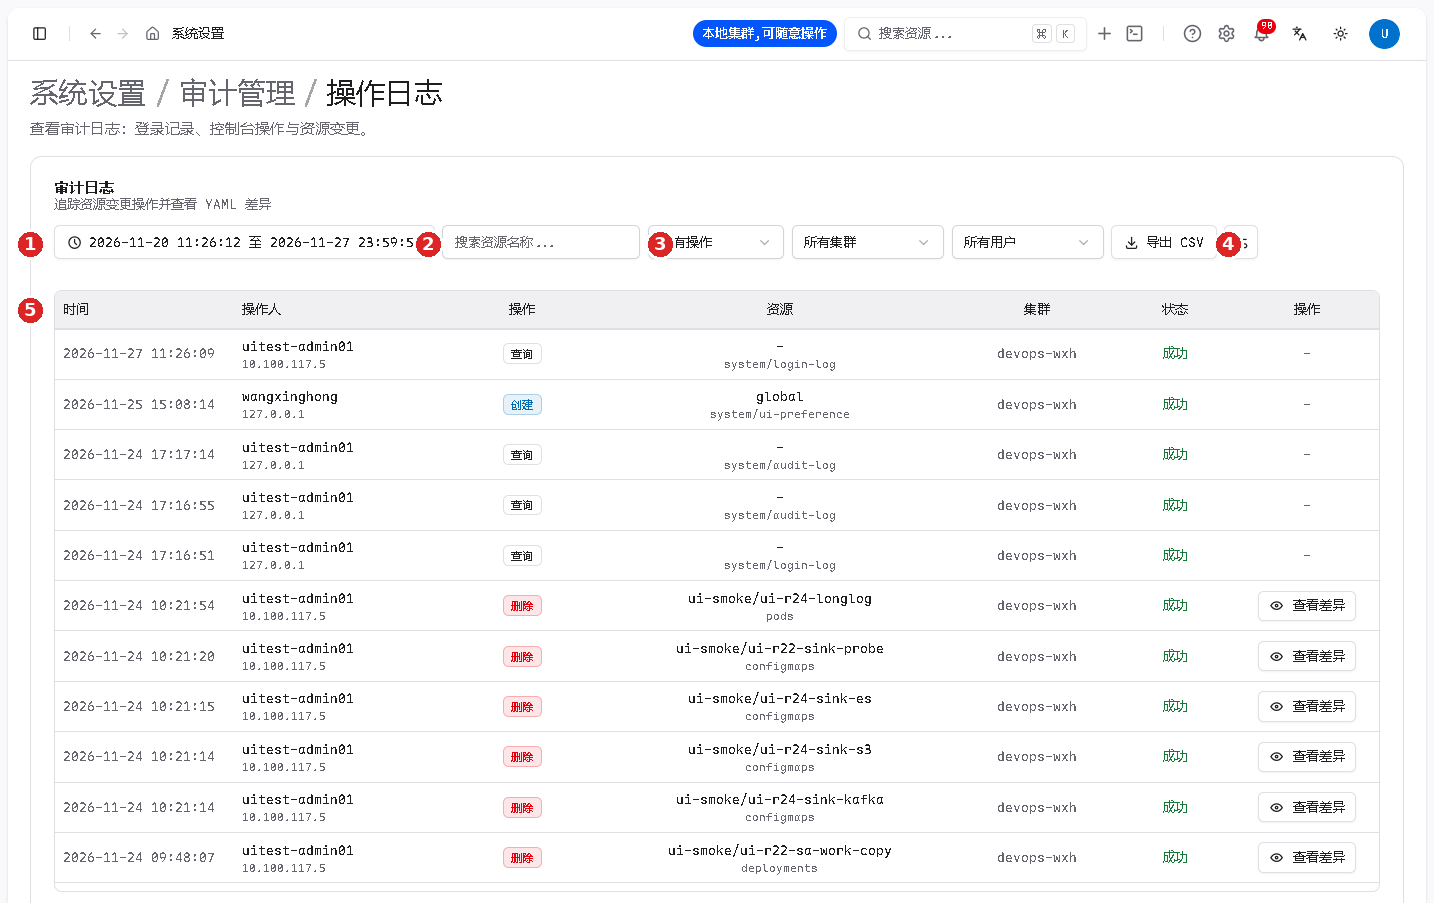 系统设置
本地集群,可随意操作
搜索资源...
⌘ K
98
U
系统设置 / 审计管理 / 操作日志
查看审计日志：登录记录、控制台操作与资源变更。
审计日志
追踪资源变更操作并查看 YAML 差异
1
2026-11-20 11:26:12 至 2026-11-27 23:59:5
2
搜索资源名称...
3
有操作
所有集群
所有用户
导出 CSV
4
5
时间 操作人 操作 资源 集群 状态 操作
2026-11-27 11:26:09 uitest-admin01 查询 - devops-wxh 成功 -
10.100.117.5 system/login-log
2026-11-25 15:08:14 wangxinghong 创建 global devops-wxh 成功 -
127.0.0.1 system/ui-preference
2026-11-24 17:17:14 uitest-admin01 查询 - devops-wxh 成功 -
127.0.0.1 system/audit-log
2026-11-24 17:16:55 uitest-admin01 查询 - devops-wxh 成功 -
127.0.0.1 system/audit-log
2026-11-24 17:16:51 uitest-admin01 查询 - devops-wxh 成功 -
127.0.0.1 system/login-log
2026-11-24 10:21:54 uitest-admin01 删除 ui-smoke/ui-r24-longlog devops-wxh 成功 查看差异
10.100.117.5 pods
2026-11-24 10:21:20 uitest-admin01 删除 ui-smoke/ui-r22-sink-probe devops-wxh 成功 查看差异
10.100.117.5 configmaps
2026-11-24 10:21:15 uitest-admin01 删除 ui-smoke/ui-r24-sink-es devops-wxh 成功 查看差异
10.100.117.5 configmaps
2026-11-24 10:21:14 uitest-admin01 删除 ui-smoke/ui-r24-sink-s3 devops-wxh 成功 查看差异
10.100.117.5 configmaps
2026-11-24 10:21:14 uitest-admin01 删除 ui-smoke/ui-r24-sink-kafka devops-wxh 成功 查看差异
10.100.117.5 configmaps
2026-11-24 09:48:07 uitest-admin01 删除 ui-smoke/ui-r22-sa-work-copy devops-wxh 成功 查看差异
10.100.117.5 deployments